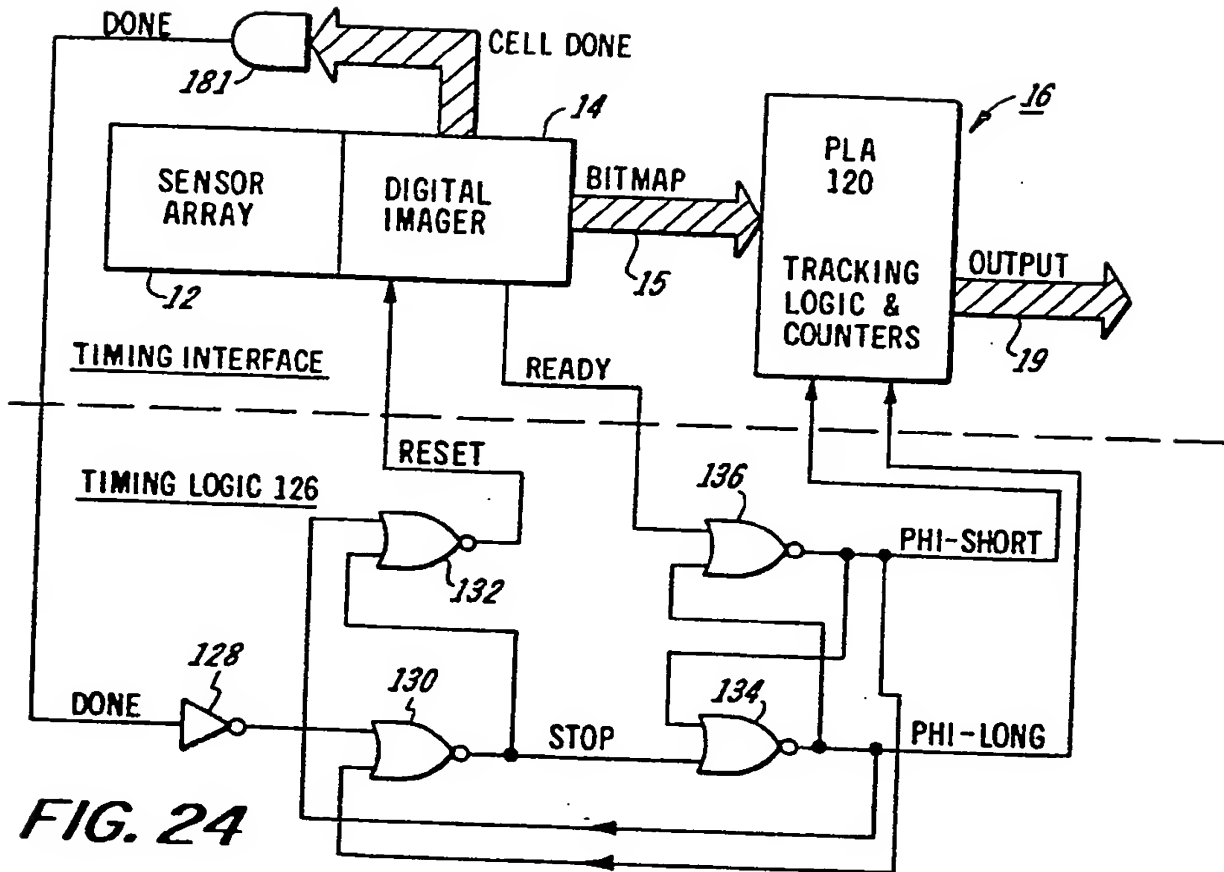 DONE
CELL DONE
181
14
16
SENSOR
ARRAY
DIGITAL
IMAGER
BITMAP
PLA
120
TRACKING
LOGIC &
COUNTERS
OUTPUT
12
15
19
TIMING INTERFACE
READY
RESET
TIMING LOGIC 126
136
PHI-SHORT
132
128
130
134
DONE
STOP
PHI-LONG
FIG. 24